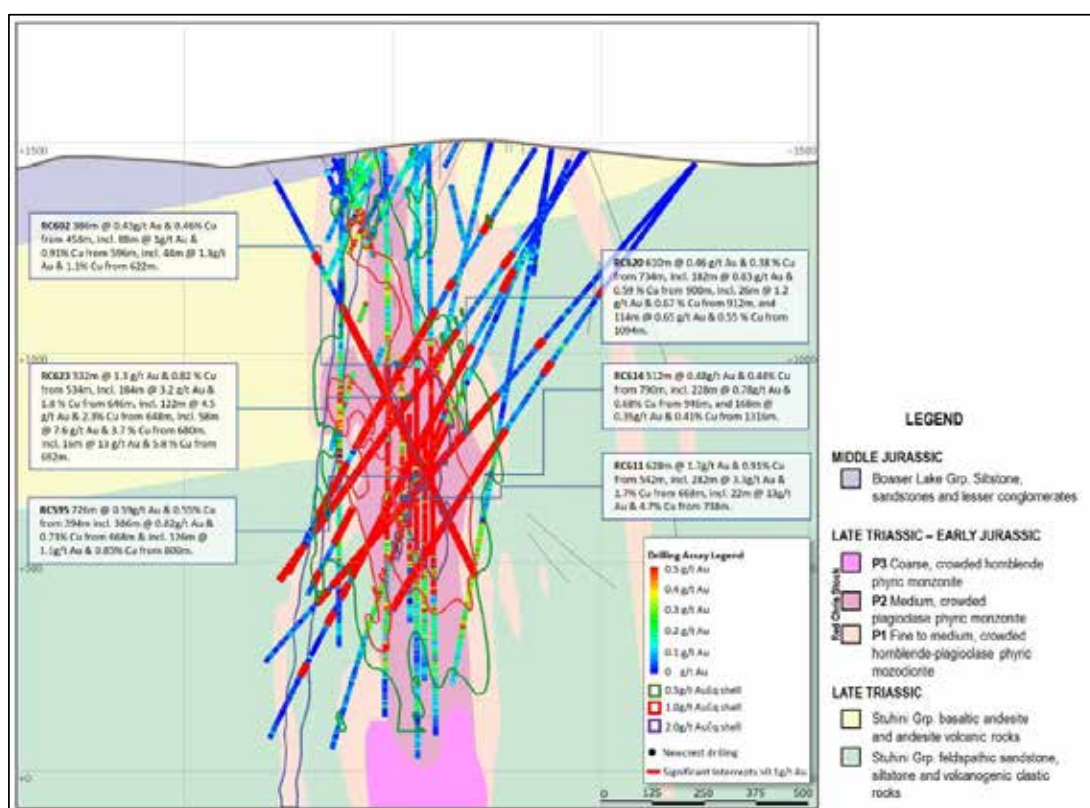 +1500
-1500
RC602 386m @ 0.43g/t Au & 0.46% Cu
from 458m, incl. 88m @ 1g/t Au &
0.91% Cu from 596m, incl. 44m @ 1.3g/t
Au & 1.1% Cu from 622m.
RC620 610m @ 0.46 g/t Au & 0.38 % Cu
from 734m, incl. 182m @ 0.83 g/t Au &
0.59 % Cu from 900m, incl. 26m @ 1.2
g/t Au & 0.67 % Cu from 912m, and
114m @ 0.65 g/t Au & 0.55 % Cu from
1094m.
+1000
RC623 532m @ 1.3 g/t Au & 0.82 % Cu
from 534m, incl. 184m @ 3.2 g/t Au &
1.8 % Cu from 646m, incl. 122m @ 4.5
g/t Au & 2.3% Cu from 648m, incl. 58m
@ 7.6 g/t Au & 3.7 % Cu from 680m,
incl. 16m @ 13 g/t Au & 5.8 % Cu from
692m.
RC614 512m @ 0.48g/t Au & 0.44% Cu
from 790m, incl. 228m @ 0.78g/t Au &
0.68% Cu from 946m, and 168m @
0.35g/t Au & 0.41% Cu from 1316m.
RC611 628m @ 1.7g/t Au & 0.91% Cu
from 542m, incl. 282m @ 3.3g/t Au &
1.7% Cu from 668m, incl. 22m @ 13g/t
Au & 4.7% Cu from 738m.
RC595 726m @ 0.59g/t Au & 0.55% Cu
from 394m incl. 386m @ 0.82g/t Au &
0.73% Cu from 468m & incl. 126m @
1.1g/t Au & 0.85% Cu from 800m.
Drilling Assay Legend
0.5 g/t Au
0.4 g/t Au
0.3 g/t Au
0.2 g/t Au
0.1 g/t Au
0 g/t Au
0.5g/t AuEq shell
1.0g/t AuEq shell
2.0g/t AuEq shell
Newcrest drilling
Significant Intercepts >0.5g/t Au
+0
0 125 250 375 500
LEGEND
MIDDLE JURASSIC
Bowser Lake Grp. Siltstone,
sandstones and lesser conglomerates
LATE TRIASSIC – EARLY JURASSIC
Red Chris Stock
P3 Coarse, crowded hornblende
phyric monzonite
P2 Medium, crowded
plagioclase phyric monzonite
P1 Fine to medium, crowded
hornblende-plagioclase phyric
mozodiorite
LATE TRIASSIC
Stuhini Grp. basaltic andesite
and andesite volcanic rocks
Stuhini Grp. feldspathic sandstone,
siltstone and volcanogenic clastic
rocks